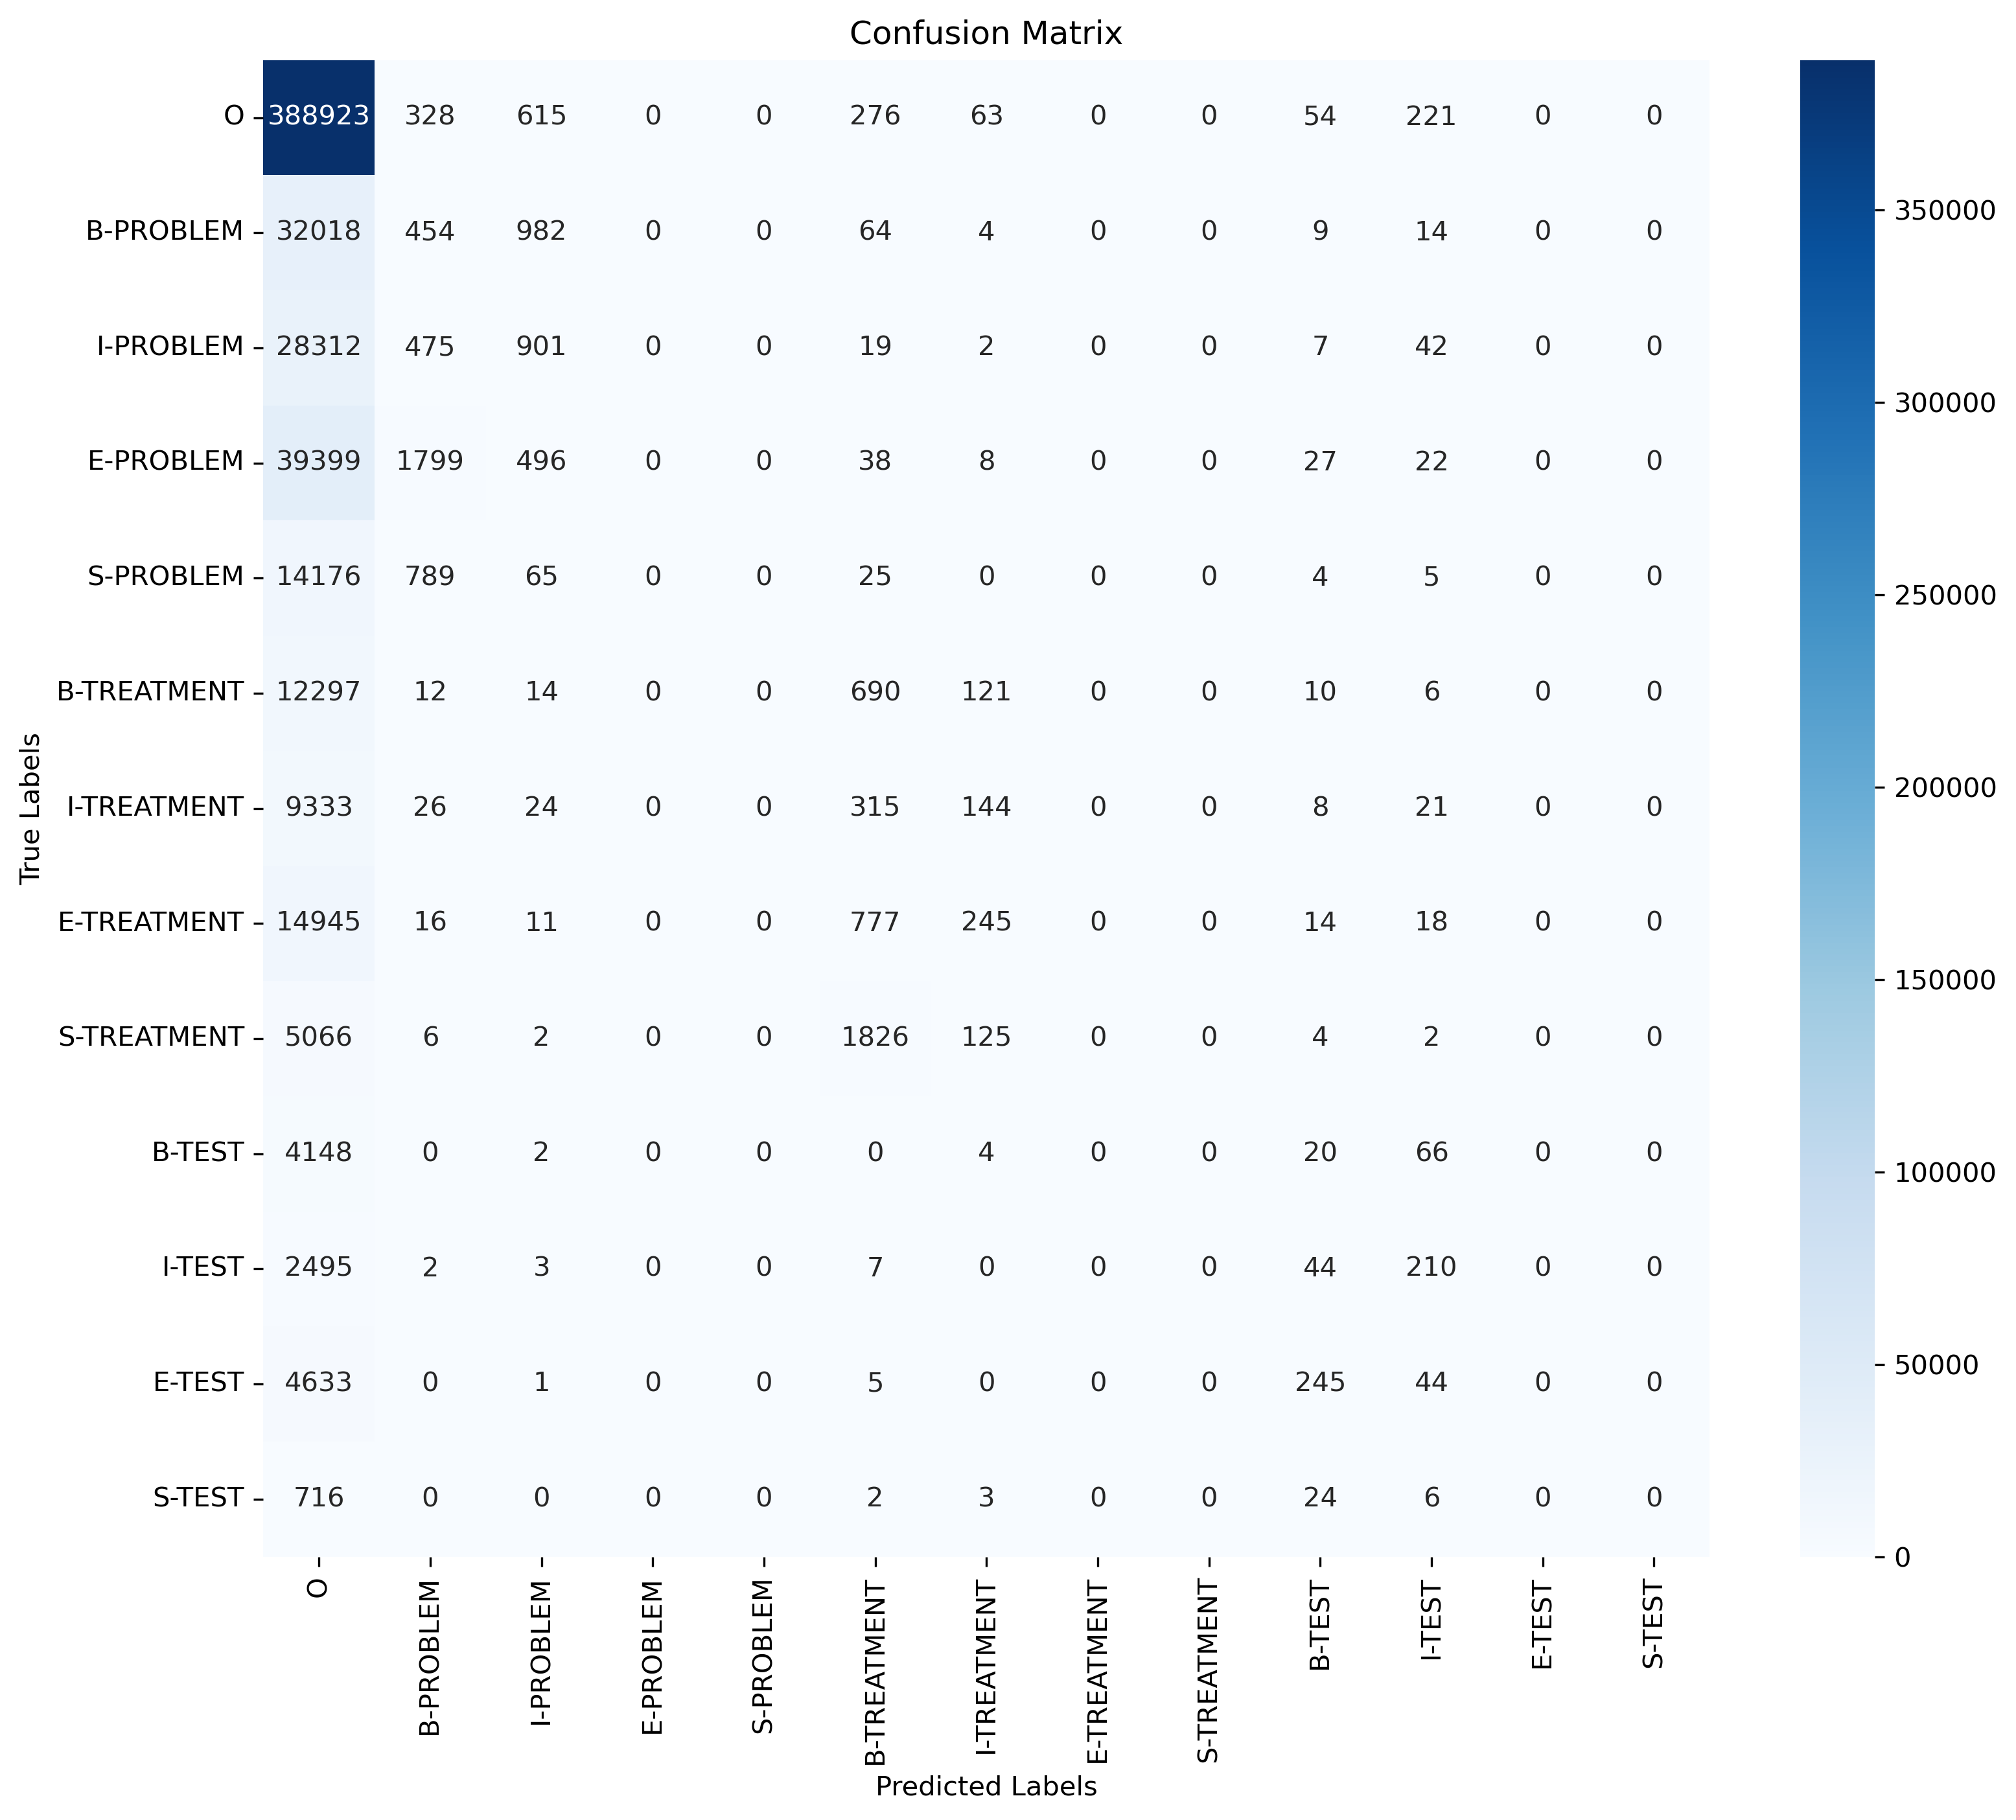 Confusion Matrix
O 388923 328 615 0 0 276 63 0 0 54 221 0 0
B-PROBLEM 32018 454 982 0 0 64 4 0 0 9 14 0 0
I-PROBLEM 28312 475 901 0 0 19 2 0 0 7 42 0 0
E-PROBLEM 39399 1799 496 0 0 38 8 0 0 27 22 0 0
S-PROBLEM 14176 789 65 0 0 25 0 0 0 4 5 0 0
B-TREATMENT 12297 12 14 0 0 690 121 0 0 10 6 0 0
I-TREATMENT 9333 26 24 0 0 315 144 0 0 8 21 0 0
E-TREATMENT 14945 16 11 0 0 777 245 0 0 14 18 0 0
S-TREATMENT 5066 6 2 0 0 1826 125 0 0 4 2 0 0
B-TEST 4148 0 2 0 0 0 4 0 0 20 66 0 0
I-TEST 2495 2 3 0 0 7 0 0 0 44 210 0 0
E-TEST 4633 0 1 0 0 5 0 0 0 245 44 0 0
S-TEST 716 0 0 0 0 2 3 0 0 24 6 0 0
True Labels
O B-PROBLEM I-PROBLEM E-PROBLEM S-PROBLEM B-TREATMENT I-TREATMENT E-TREATMENT S-TREATMENT B-TEST I-TEST E-TEST S-TEST
Predicted Labels
350000
300000
250000
200000
150000
100000
50000
0